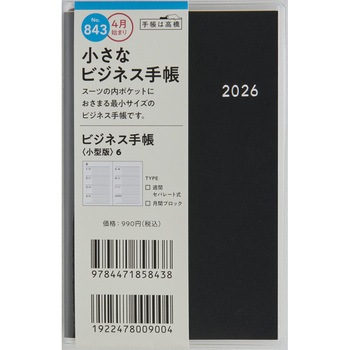 No.
843
4月
始まり
手帳は高橋
小さな
ビジネス手帳
スーツの内ポケットに
おさまる最小サイズの
ビジネス手帳です。
2026
ビジネス手帳
〈小型版〉6
TYPE
□週間
セパレート式
□月間ブロック
価格：990円(税込)
9784471858438
1922478009004